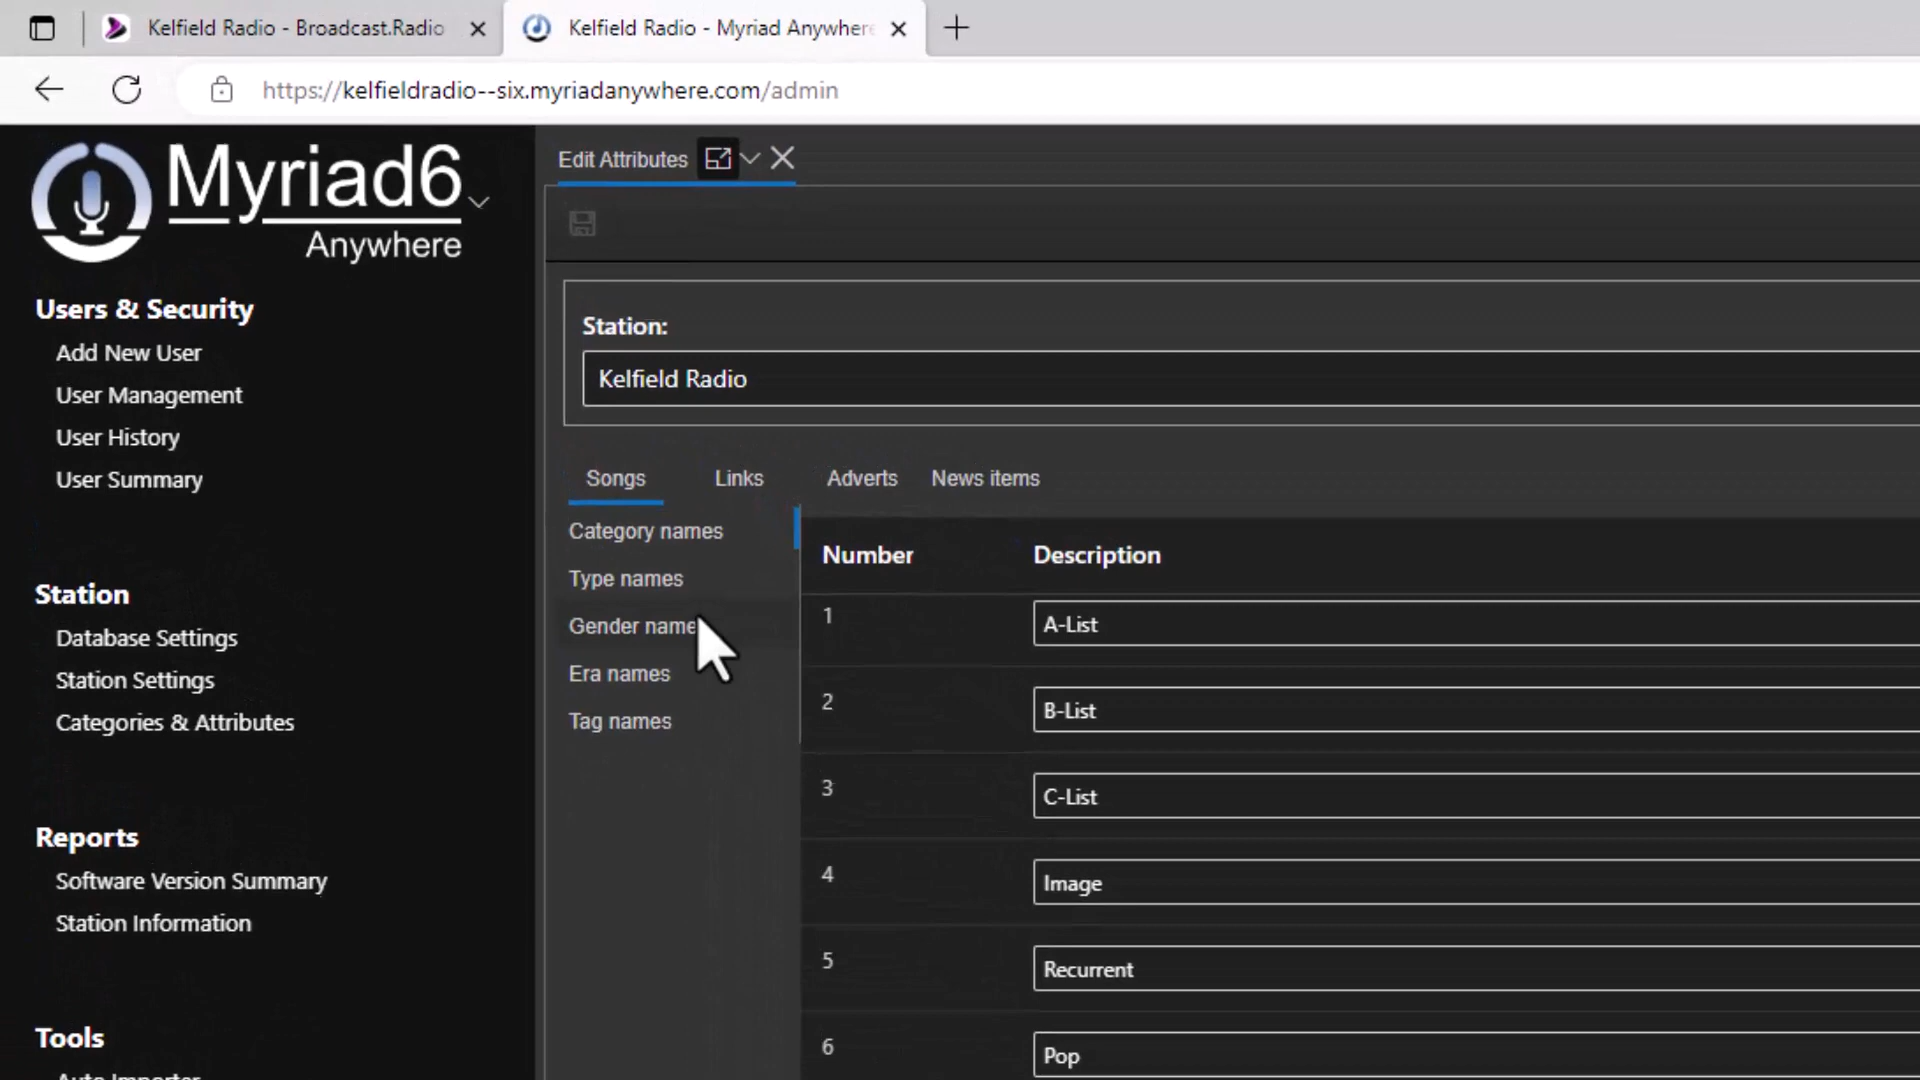 Kelfield Radio - Broadcast.Radio
Kelfield Radio - Myriad Anywhere
https://kelfieldradio--six.myriadanywhere.com/admin
Myriad6
Anywhere
Edit Attributes
Users & Security
Add New User
User Management
User History
User Summary
Station
Database Settings
Station Settings
Categories & Attributes
Reports
Software Version Summary
Station Information
Tools
Auto Importer
Station:
Kelfield Radio
Songs Links Adverts News items
Category names
Type names
Gender name
Era names
Tag names
Number Description
1 A-List
2 B-List
3 C-List
4 Image
5 Recurrent
6 Pop